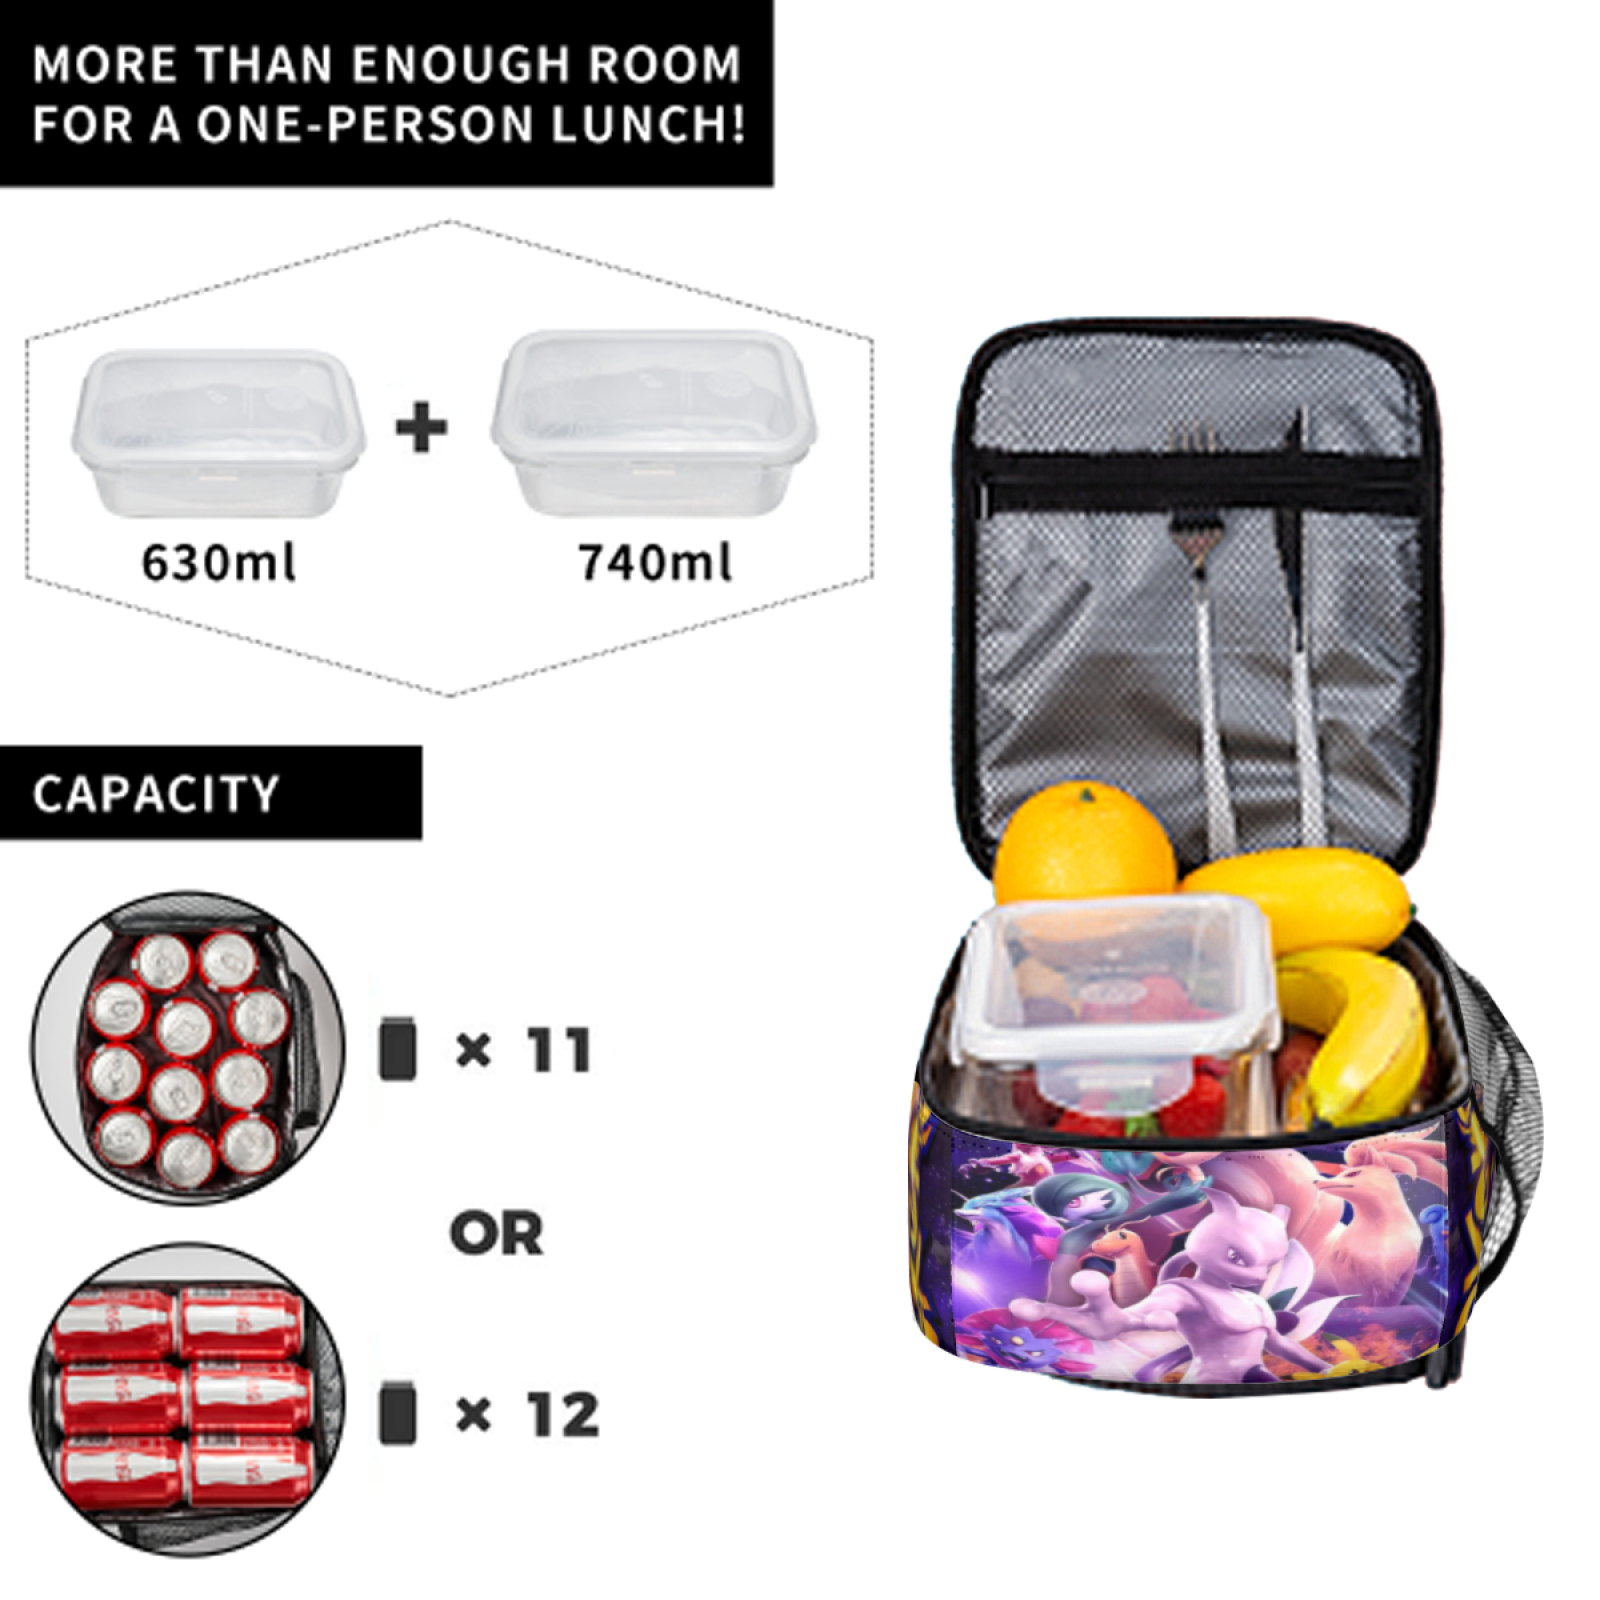 MORE THAN ENOUGH ROOM
FOR A ONE-PERSON LUNCH!
630ml
+
740ml
CAPACITY
× 11
OR
× 12